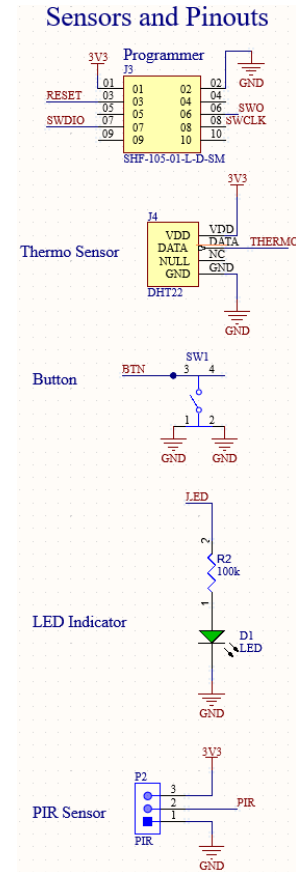 Sensors and Pinouts
Programmer
3V3
J3
01 01 02 02
GND
RESET 03 03 04 04
05 05 06 06 SWO
SWDIO 07 07 08 08 SWCLK
09 09 10 10
SHF-105-01-L-D-SM
3V3
J4
VDD VDD
DATA DATA THERMO
Thermo Sensor
NULL NC
GND GND
DHT22
GND
SW1
Button
BTN 3 4
1 2
GND GND
LED
2
R2
100k
1
LED Indicator
D1
LED
GND
3V3
P2
3
2 PIR
PIR Sensor
1
PIR
GND